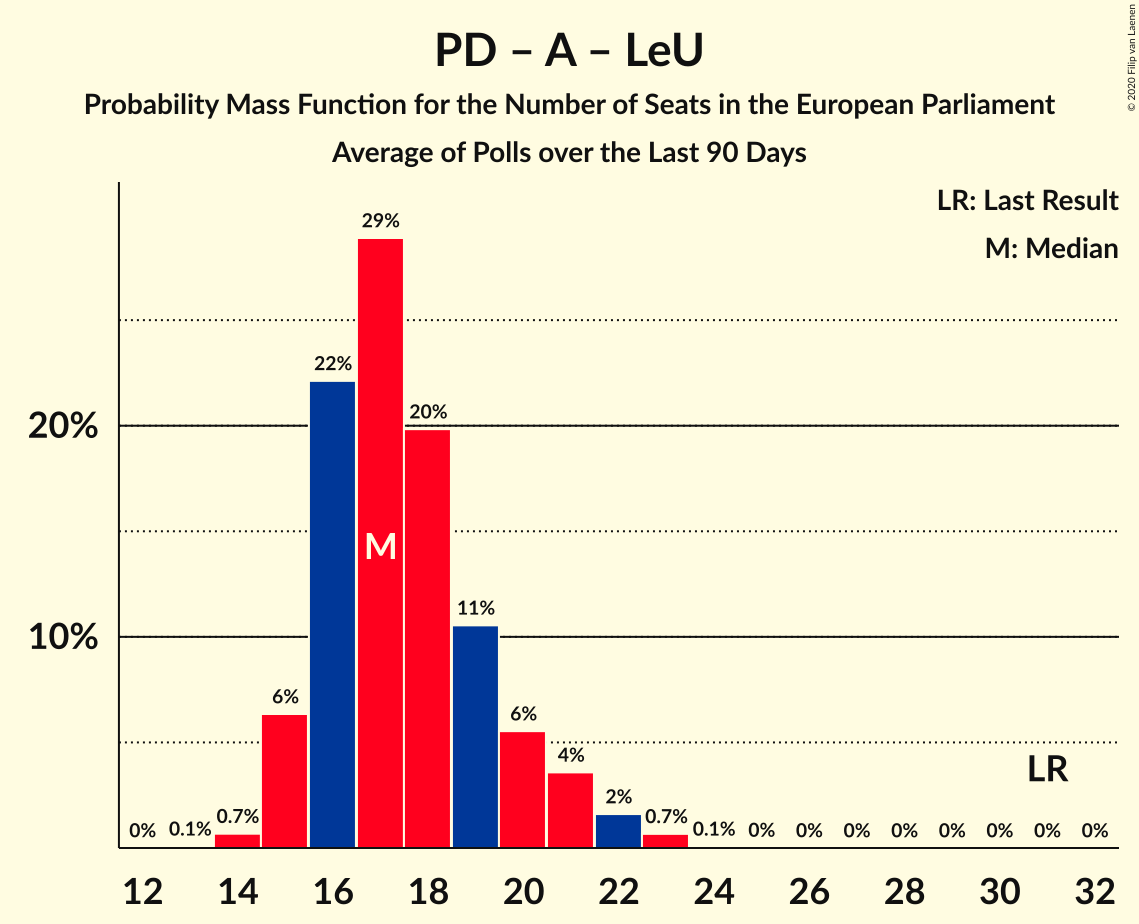 PD – A – LeU
Probability Mass Function for the Number of Seats in the European Parliament
Average of Polls over the Last 90 Days
© 2020 Filip van Laenen
LR: Last Result
M: Median
29%
22%
20%
20%
M
11%
10%
6%
6%
4%
LR
2%
0% 0.1% 0.7% 0.7% 0.1% 0% 0% 0% 0% 0% 0% 0% 0%
12 14 16 18 20 22 24 26 28 30 32